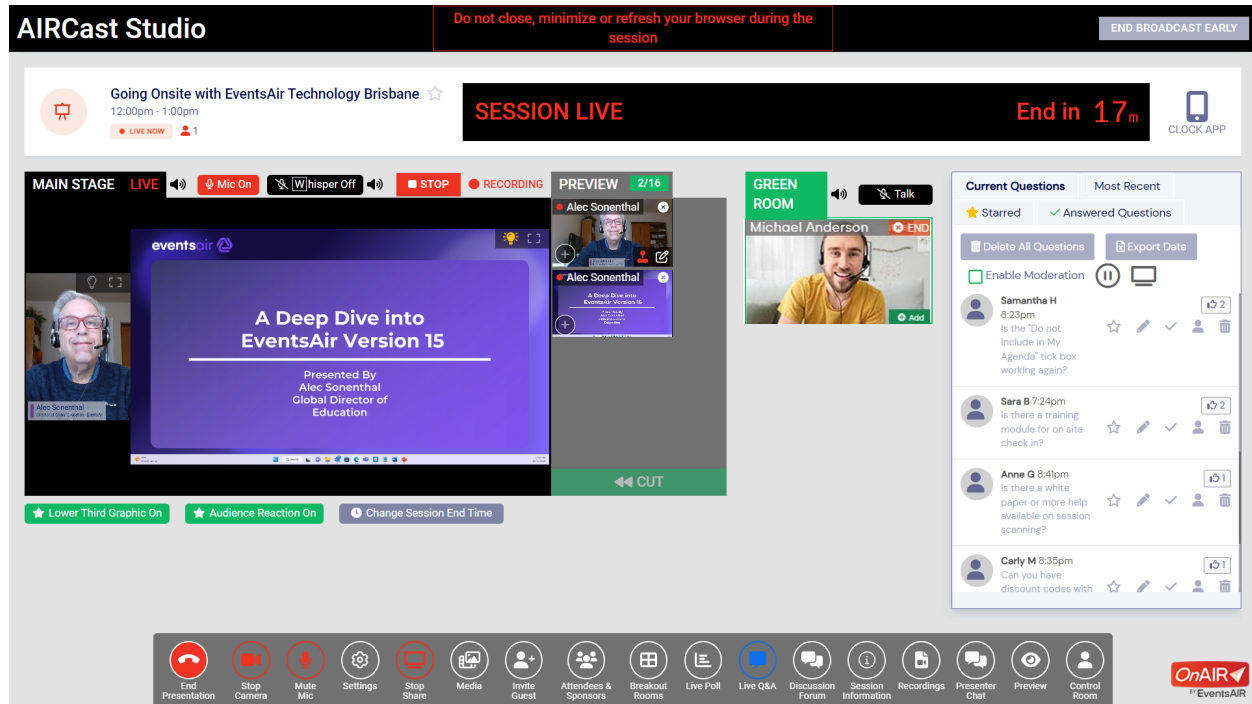 AIRCast Studio
Do not close, minimize or refresh your browser during the
session
END BROADCAST EARLY
Going Onsite with EventsAir Technology Brisbane
12:00pm - 1:00pm
LIVE NOW
1
SESSION LIVE
End in 17m
CLOCK APP
MAIN STAGE LIVE
Mic On
Whisper Off
STOP
RECORDING
PREVIEW
2/16
GREEN
ROOM
Talk
eventsair
A Deep Dive into
EventsAir Version 15
Presented By
Alec Sonenthal
Global Director of
Education
Alec Sonenthal
Alec Sonenthal
Alec Sonenthal
A Deep Dive into
EventsAir Version 15
CUT
Michael Anderson
END
Add
Lower Third Graphic On
Audience Reaction On
Change Session End Time
Current Questions
Most Recent
Starred
Answered Questions
Delete All Questions
Export Data
Enable Moderation
Samantha H
8:23pm
Is the "Do not
include in My
Agenda" tick box
working again?
2
Sara B 7:24pm
Is there a training
module for on site
check in?
2
Anne G 8:41pm
Is there a white
paper or more help
available on session
scanning?
1
Carly M 8:35pm
Can you have
discount codes with
1
End
Presentation
Stop
Camera
Mute
Mic
Settings
Stop
Share
Media
Invite
Guest
Attendees &
Sponsors
Breakout
Rooms
Live Poll
Live Q&A
Discussion
Forum
Session
Information
Recordings
Presenter
Chat
Preview
Control
Room
OnAIR
BY EventsAIR